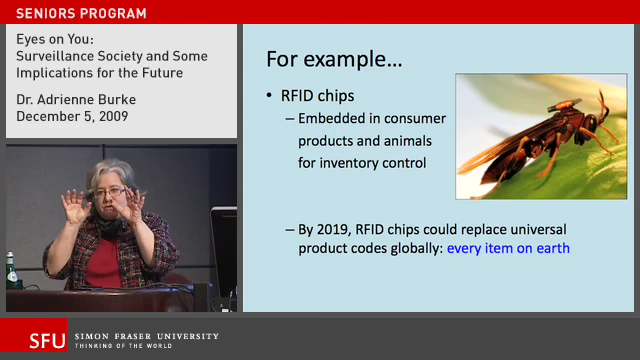 SENIORS PROGRAM
Eyes on You:
Surveillance Society and Some
Implications for the Future
Dr. Adrienne Burke
December 5, 2009
For example...
• RFID chips
– Embedded in consumer
products and animals
for inventory control
– By 2019, RFID chips could replace universal
product codes globally: every item on earth
SFU
SIMON FRASER UNIVERSITY
THINKING OF THE WORLD